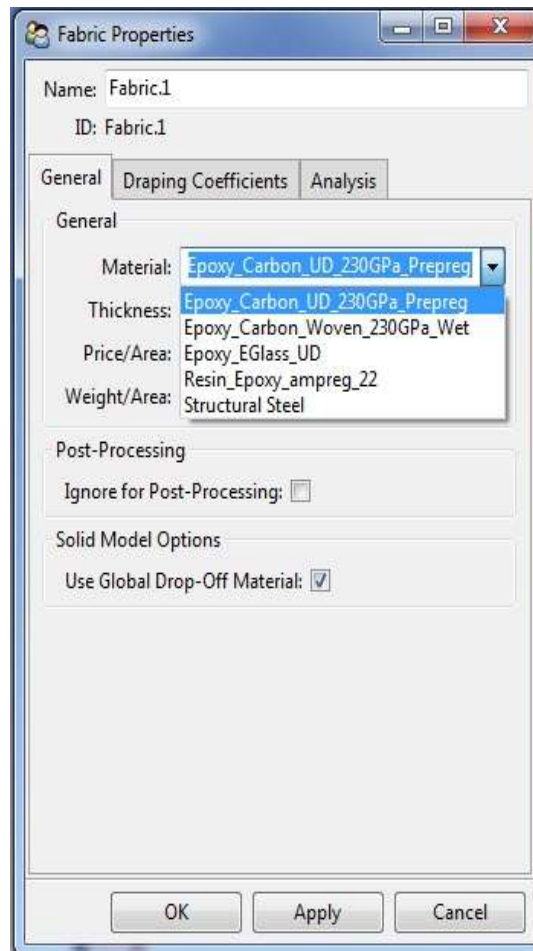 Fabric Properties
Name: Fabric.1
ID: Fabric.1
General Draping Coefficients Analysis
General
Material: Epoxy_Carbon_UD_230GPa_Prepreg
Thickness: Epoxy_Carbon_UD_230GPa_Prepreg
Epoxy_Carbon_Woven_230GPa_Wet
Price/Area: Epoxy_EGlass_UD
Resin_Epoxy_ampreg_22
Weight/Area: Structural Steel
Post-Processing
Ignore for Post-Processing:
Solid Model Options
Use Global Drop-Off Material:
OK Apply Cancel